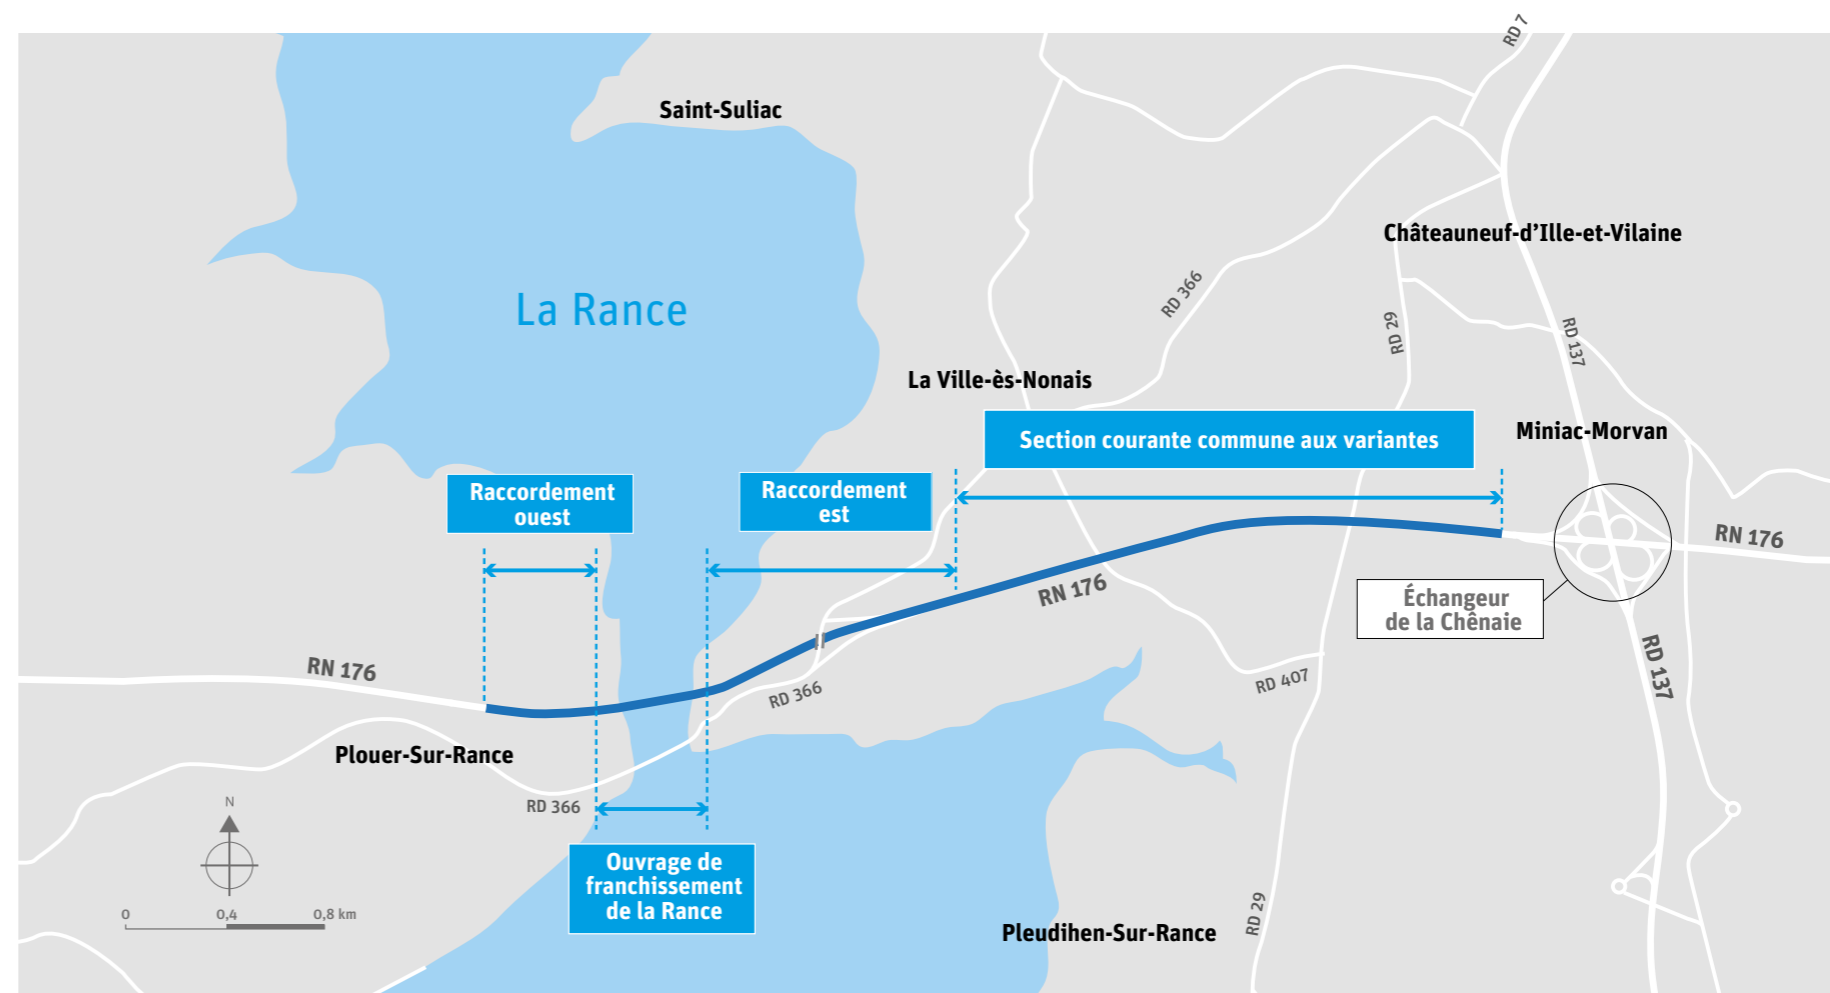 RD 7
Saint-Suliac
Châteauneuf-d’Ille-et-Vilaine
La Rance
RD 366
RD 29
RD 137
La Ville-ès-Nonais
Section courante commune aux variantes
Miniac-Morvan
Raccordement
ouest
Raccordement
est
RN 176
RN 176
Échangeur
de la Chênaie
RN 176
RD 366
RD 407
RD 137
Plouer-Sur-Rance
RD 366
N
Ouvrage de
franchissement
de la Rance
0 0,4 0,8 km
RD 29
Pleudihen-Sur-Rance